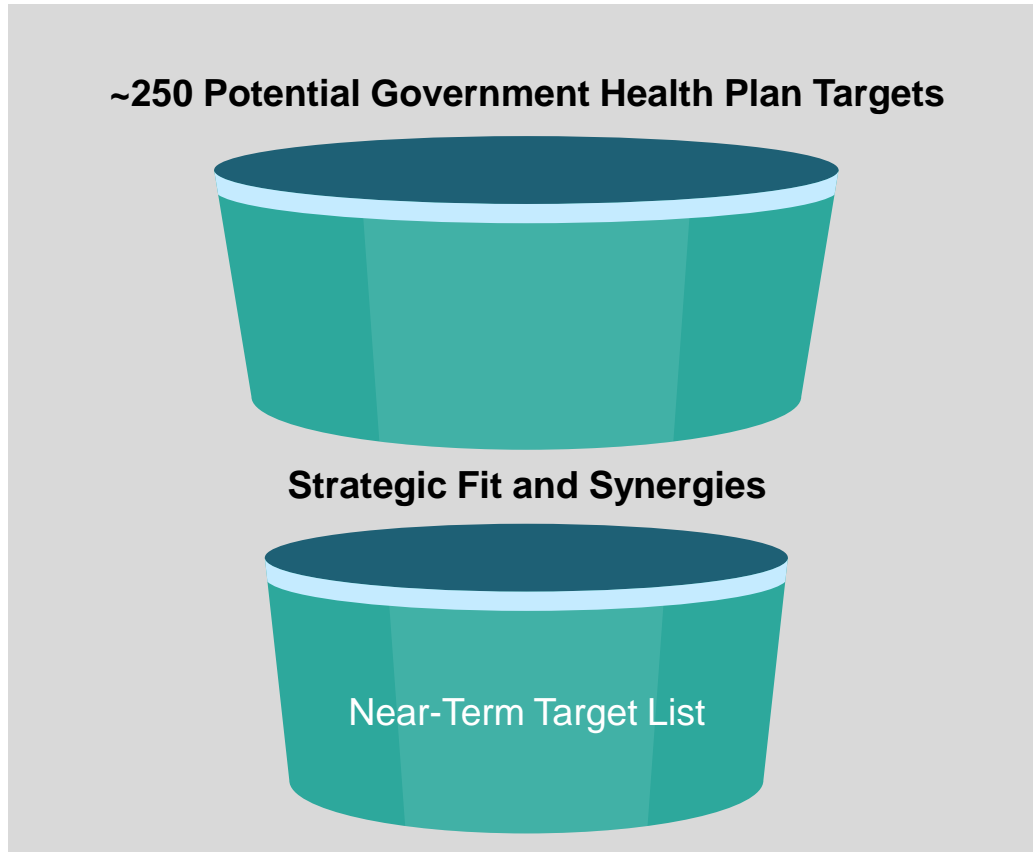 ~250 Potential Government Health Plan Targets
Strategic Fit and Synergies
Near-Term Target List